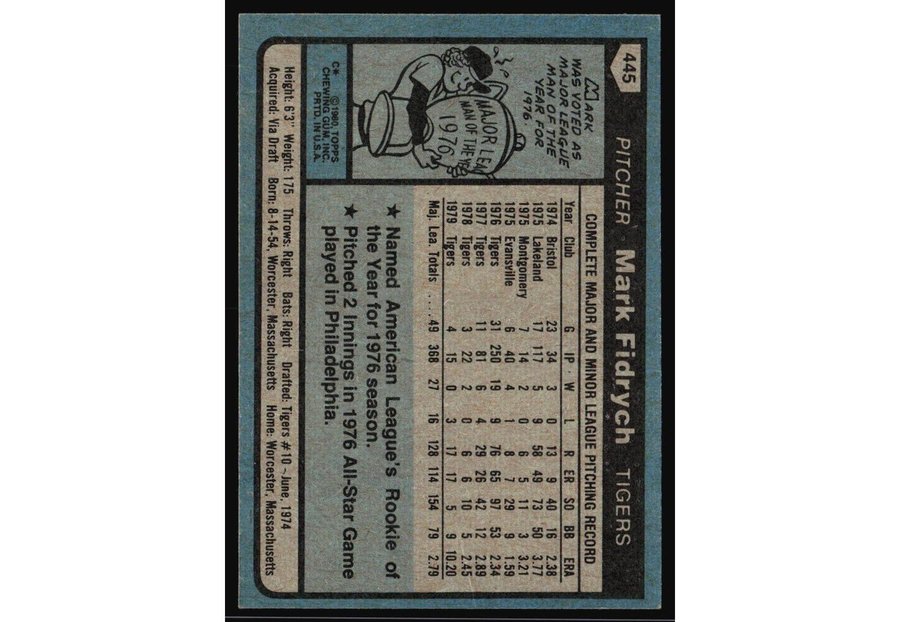 445
PITCHER Mark Fidrych TIGERS
MARK
WAS VOTED AS
MAJOR LEAGUE
MAN OF THE
YEAR FOR
1976.
MAJOR LEA
MAN OF THE YE
1976
C* ©1980, TOPPS
CHEWING GUM, INC.
PRTD. IN U.S.A.
COMPLETE MAJOR AND MINOR LEAGUE PITCHING RECORD
Year Club G IP W L R ER SO BB ERA
1974 Bristol 23 34 3 0 13 9 40 16 2.38
1975 Lakeland 17 117 5 9 58 49 73 50 3.77
1975 Montgomery 7 14 2 0 6 5 11 3 3.21
1975 Evansville 6 40 4 1 8 7 29 9 1.59
1976 Tigers 31 250 19 9 76 65 97 53 2.34
1977 Tigers 11 81 6 4 29 26 42 12 2.89
1978 Tigers 3 22 2 0 6 6 10 5 2.45
1979 Tigers 4 15 0 3 17 17 5 9 10.20
Maj. Lea. Totals .... 49 368 27 16 128 114 154 79 2.79
★ Named American League's Rookie of
the Year for 1976 season.
★ Pitched 2 Innings in 1976 All-Star Game
played in Philadelphia.
Height: 6'3" Weight: 175 Throws: Right Bats: Right Drafted: Tigers #10-June, 1974
Acquired: Via Draft Born: 8-14-54, Worcester, Massachusetts Home: Worcester, Massachusetts